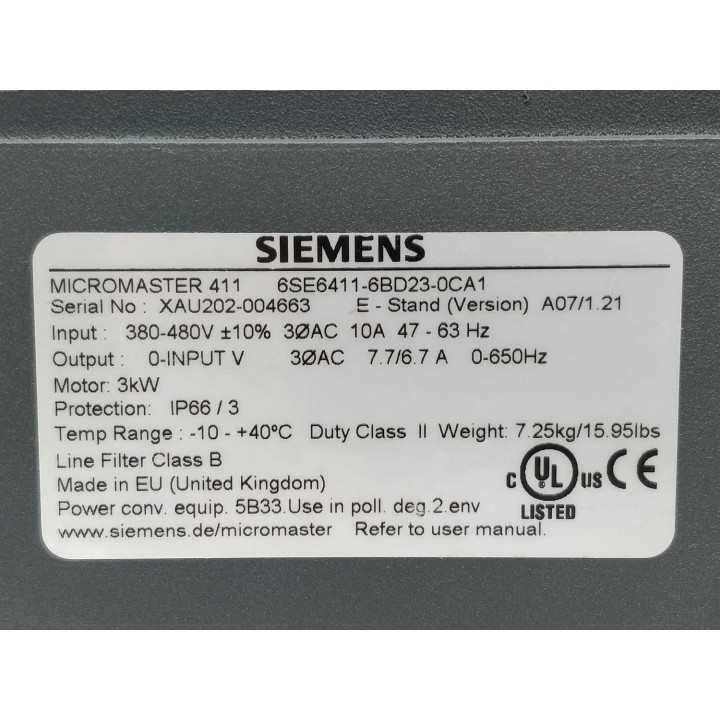 SIEMENS
MICROMASTER 411 6SE6411-6BD23-0CA1
Serial No : XAU202-004663 E - Stand (Version) A07/1.21
Input : 380-480V ±10% 3ØAC 10A 47 - 63 Hz
Output : 0-INPUT V 3ØAC 7.7/6.7 A 0-650Hz
Motor: 3kW
Protection: IP66 / 3
Temp Range : -10 - +40°C Duty Class II Weight: 7.25kg/15.95lbs
Line Filter Class B
Made in EU (United Kingdom)
Power conv. equip. 5B33.Use in poll. deg.2.env
www.siemens.de/micromaster Refer to user manual.
C UL US CE
LISTED